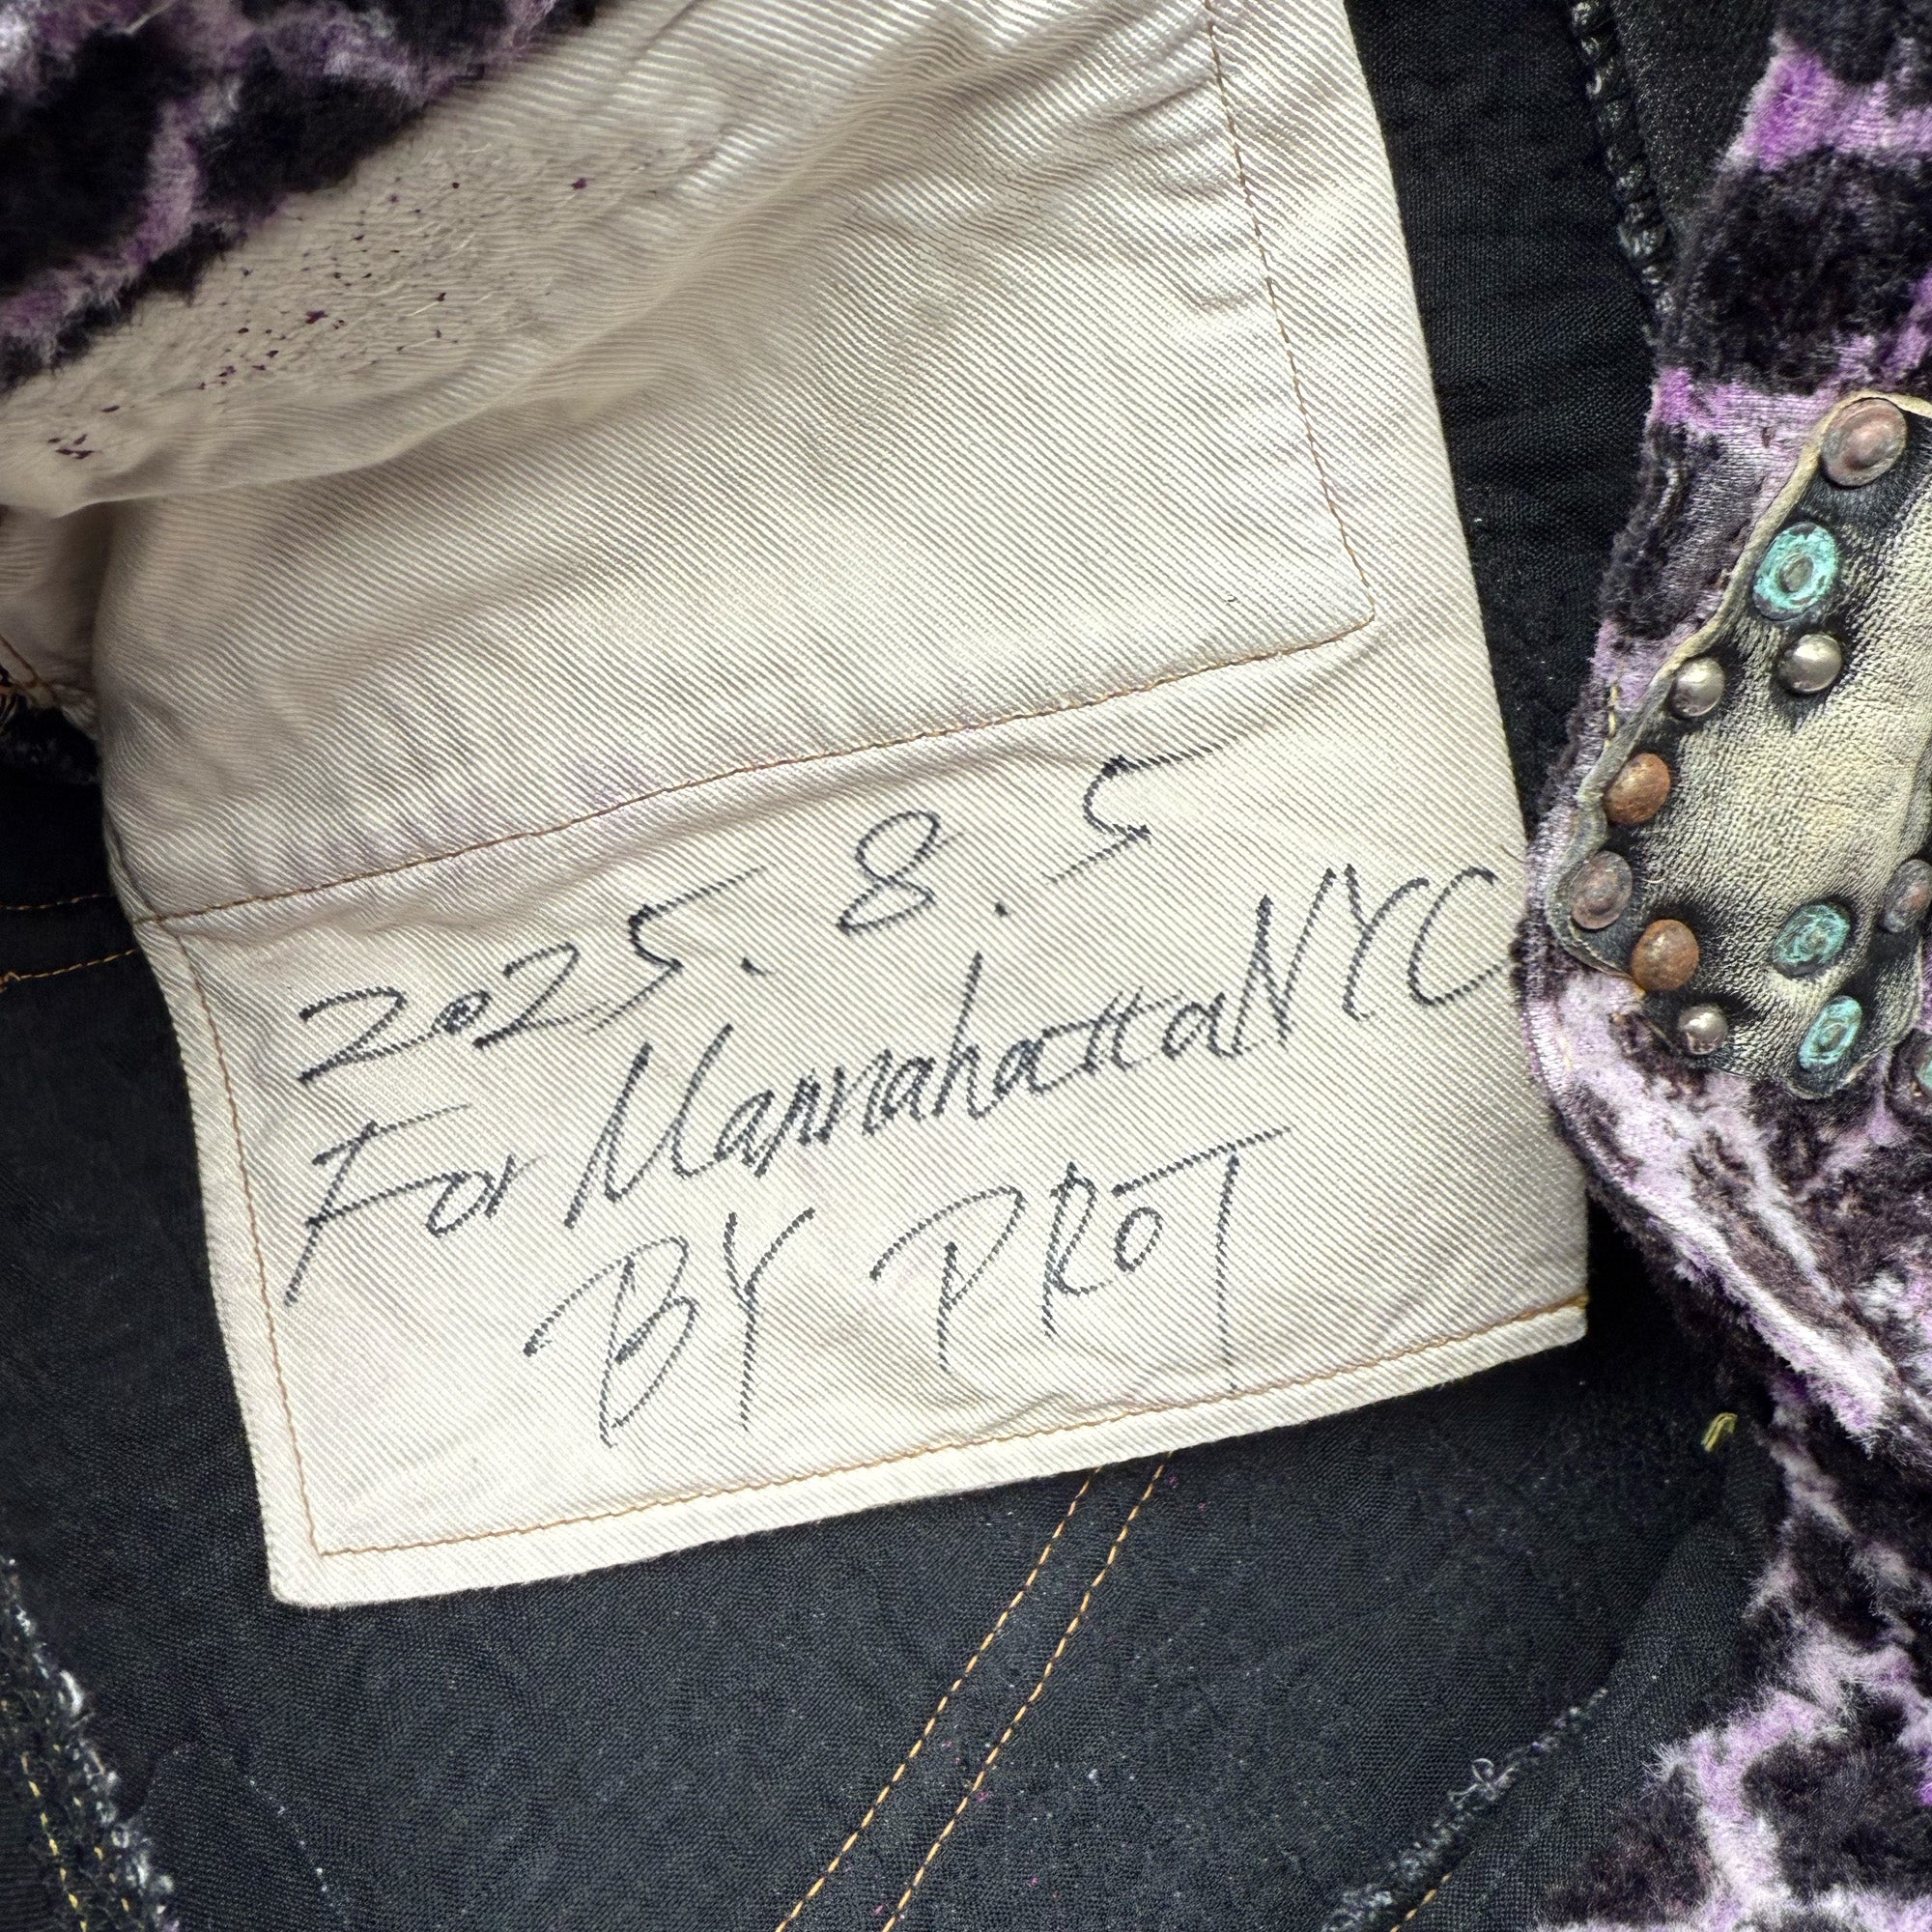 2025. 8. 5
For MannahattaNYC
BY PROT